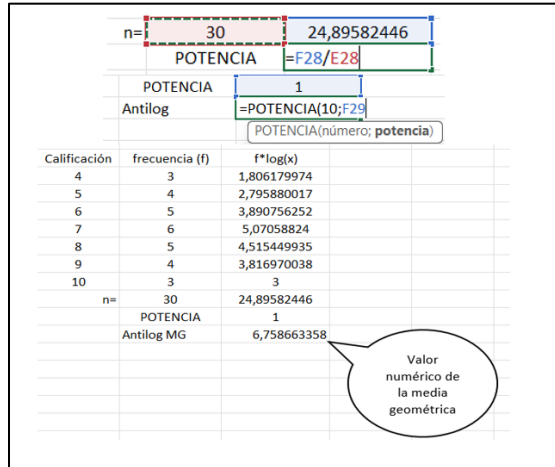 n= 30 24,89582446
POTENCIA =F28/E28
POTENCIA 1
Antilog =POTENCIA(10;F29
POTENCIA(número; potencia)
Calificación frecuencia (f) f*log(x)
4 3 1,806179974
5 4 2,795880017
6 5 3,890756252
7 6 5,07058824
8 5 4,515449935
9 4 3,816970038
10 3 3
n= 30 24,89582446
POTENCIA 1
Antilog MG 6,758663358
Valor
numérico de
la media
geométrica